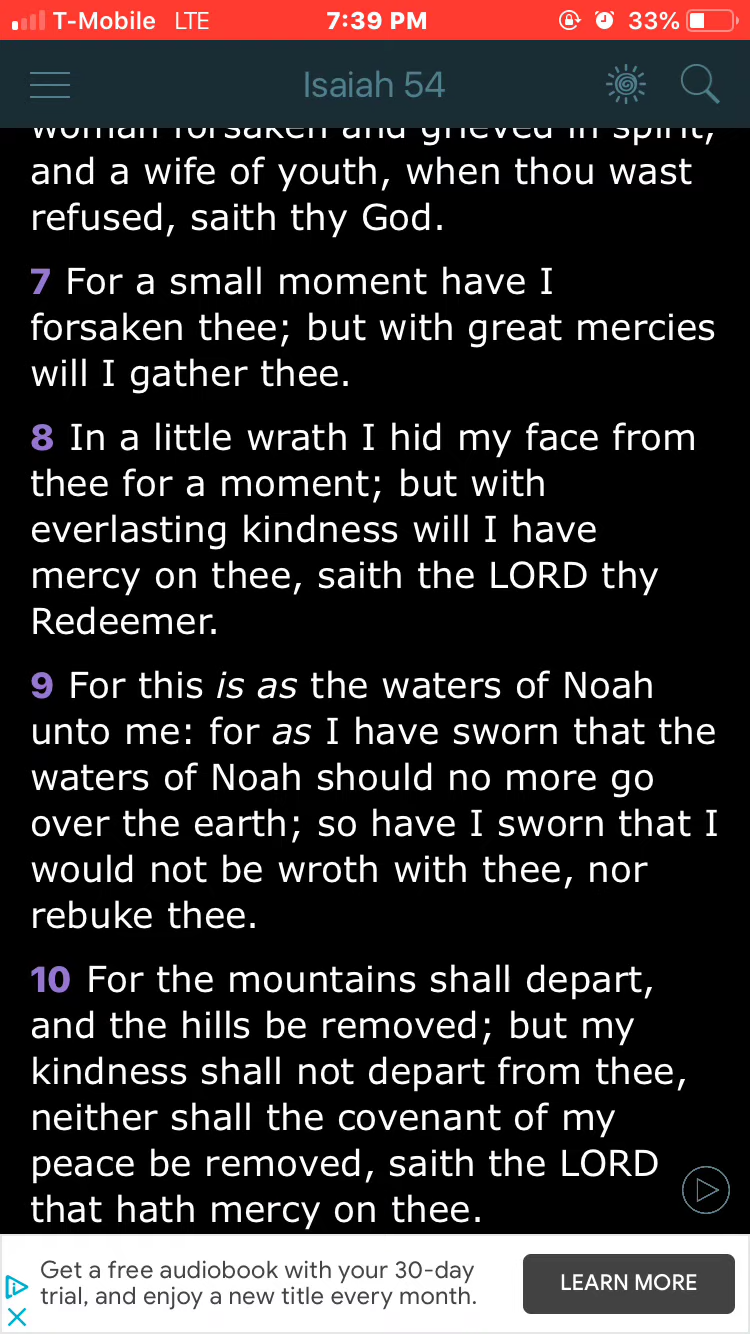 T-Mobile LTE 7:39 PM 33%
Isaiah 54
woman forsaken and grieved in spirit,
and a wife of youth, when thou wast
refused, saith thy God.
7 For a small moment have I
forsaken thee; but with great mercies
will I gather thee.
8 In a little wrath I hid my face from
thee for a moment; but with
everlasting kindness will I have
mercy on thee, saith the LORD thy
Redeemer.
9 For this is as the waters of Noah
unto me: for as I have sworn that the
waters of Noah should no more go
over the earth; so have I sworn that I
would not be wroth with thee, nor
rebuke thee.
10 For the mountains shall depart,
and the hills be removed; but my
kindness shall not depart from thee,
neither shall the covenant of my
peace be removed, saith the LORD
that hath mercy on thee.
Get a free audiobook with your 30-day
trial, and enjoy a new title every month.
LEARN MORE